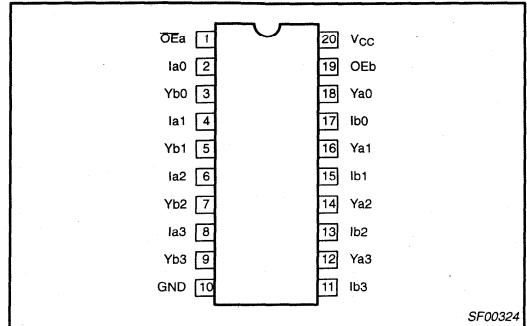 OEa 1 20 VCC
Ia0 2 19 OEb
Yb0 3 18 Ya0
Ia1 4 17 Ib0
Yb1 5 16 Ya1
Ia2 6 15 Ib1
Yb2 7 14 Ya2
Ia3 8 13 Ib2
Yb3 9 12 Ya3
GND 10 11 Ib3
SF00324